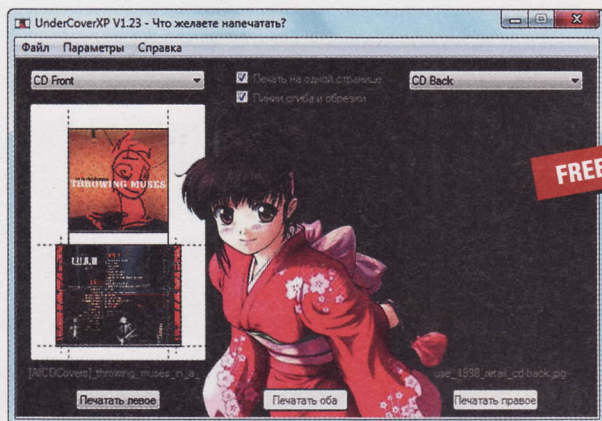 UnderCoverXP V1.23 - Что желаете напечатать?
Файл Параметры Справка
CD Front
Печать на одной странице
CD Back
Линии сгиба и обрезки
FREE
THROWING MUSES
[AllCDCovers]_throwing_muses_in_a_
use_1998_retail_cd-back.jpg
Печатать левое
Печатать оба
Печатать правое